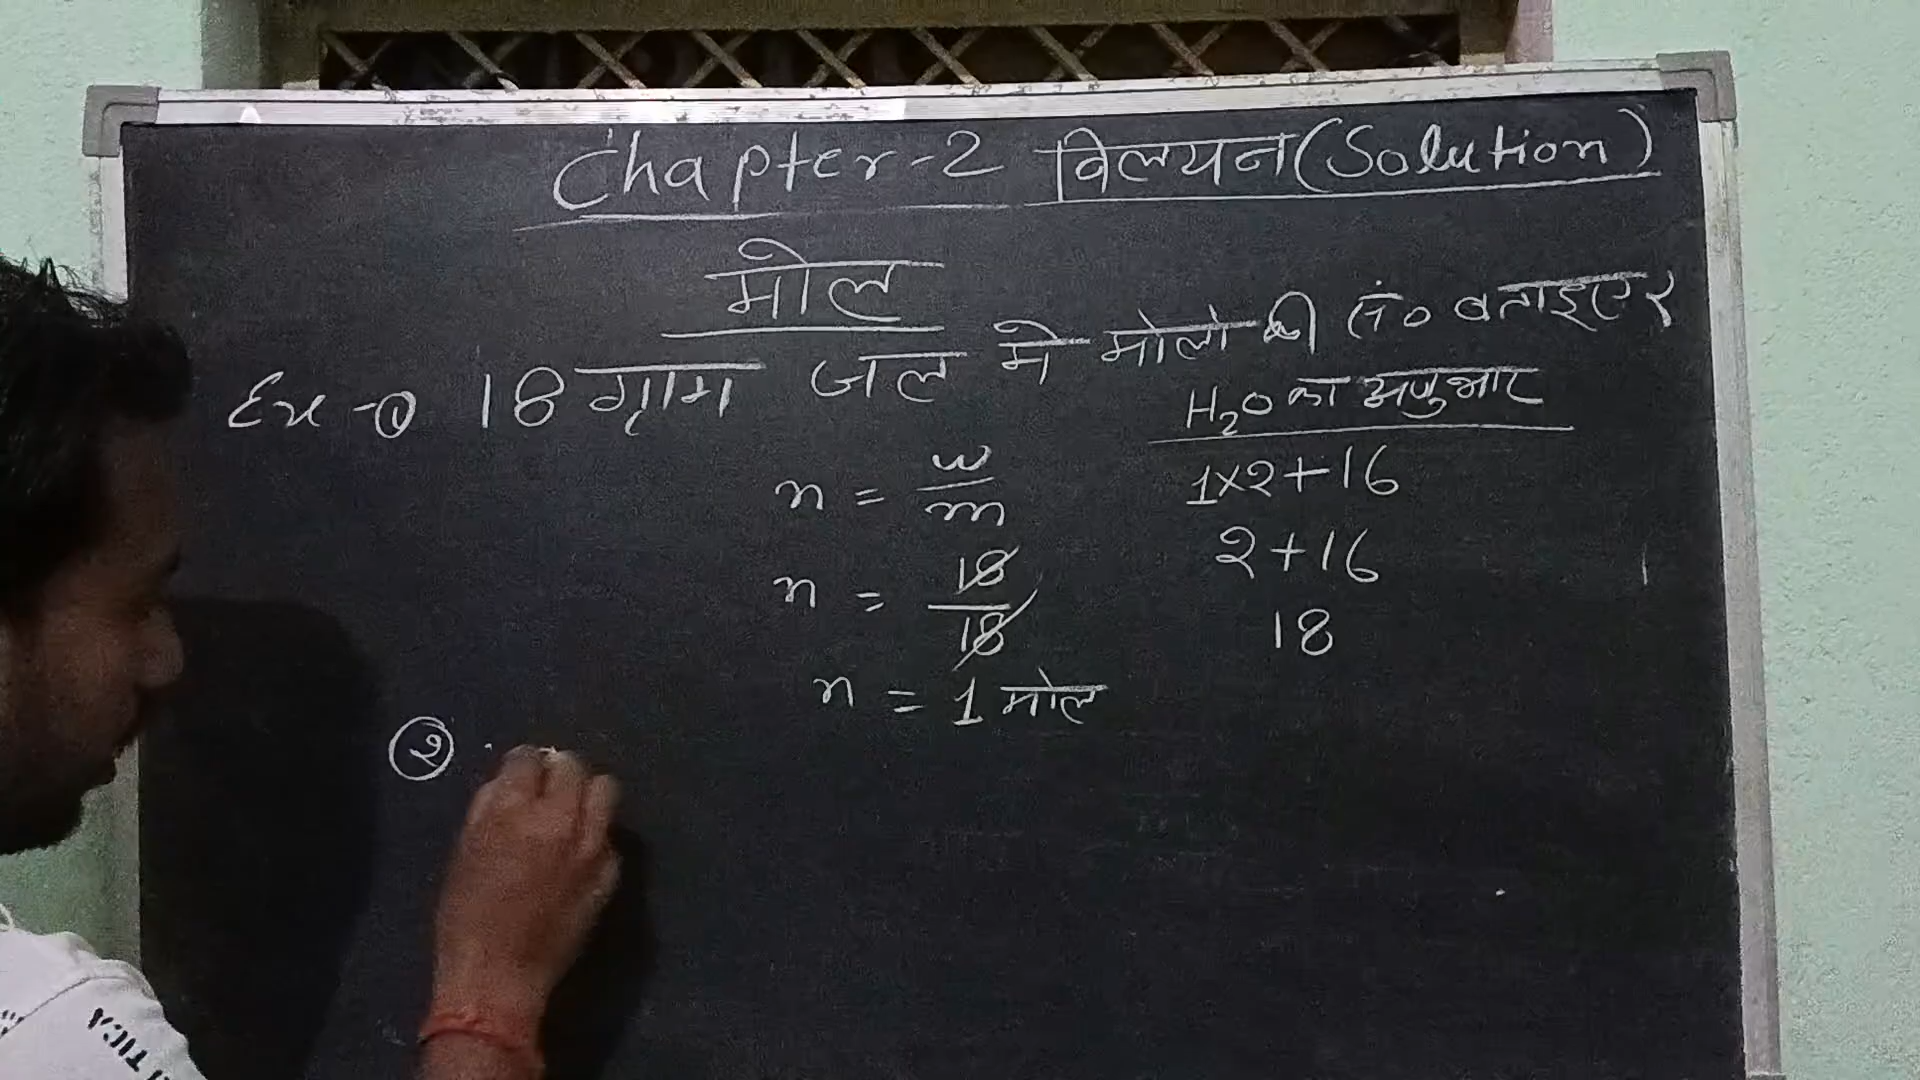 Chapter-2 विलयन (Solution)
मोल
Ex-① 18 ग्राम जल मे मोलो की सं० बताइए?
H₂O का अणुभार
n = w/m
1×2+16
n = 18/18
2+16
18
n = 1 मोल
②